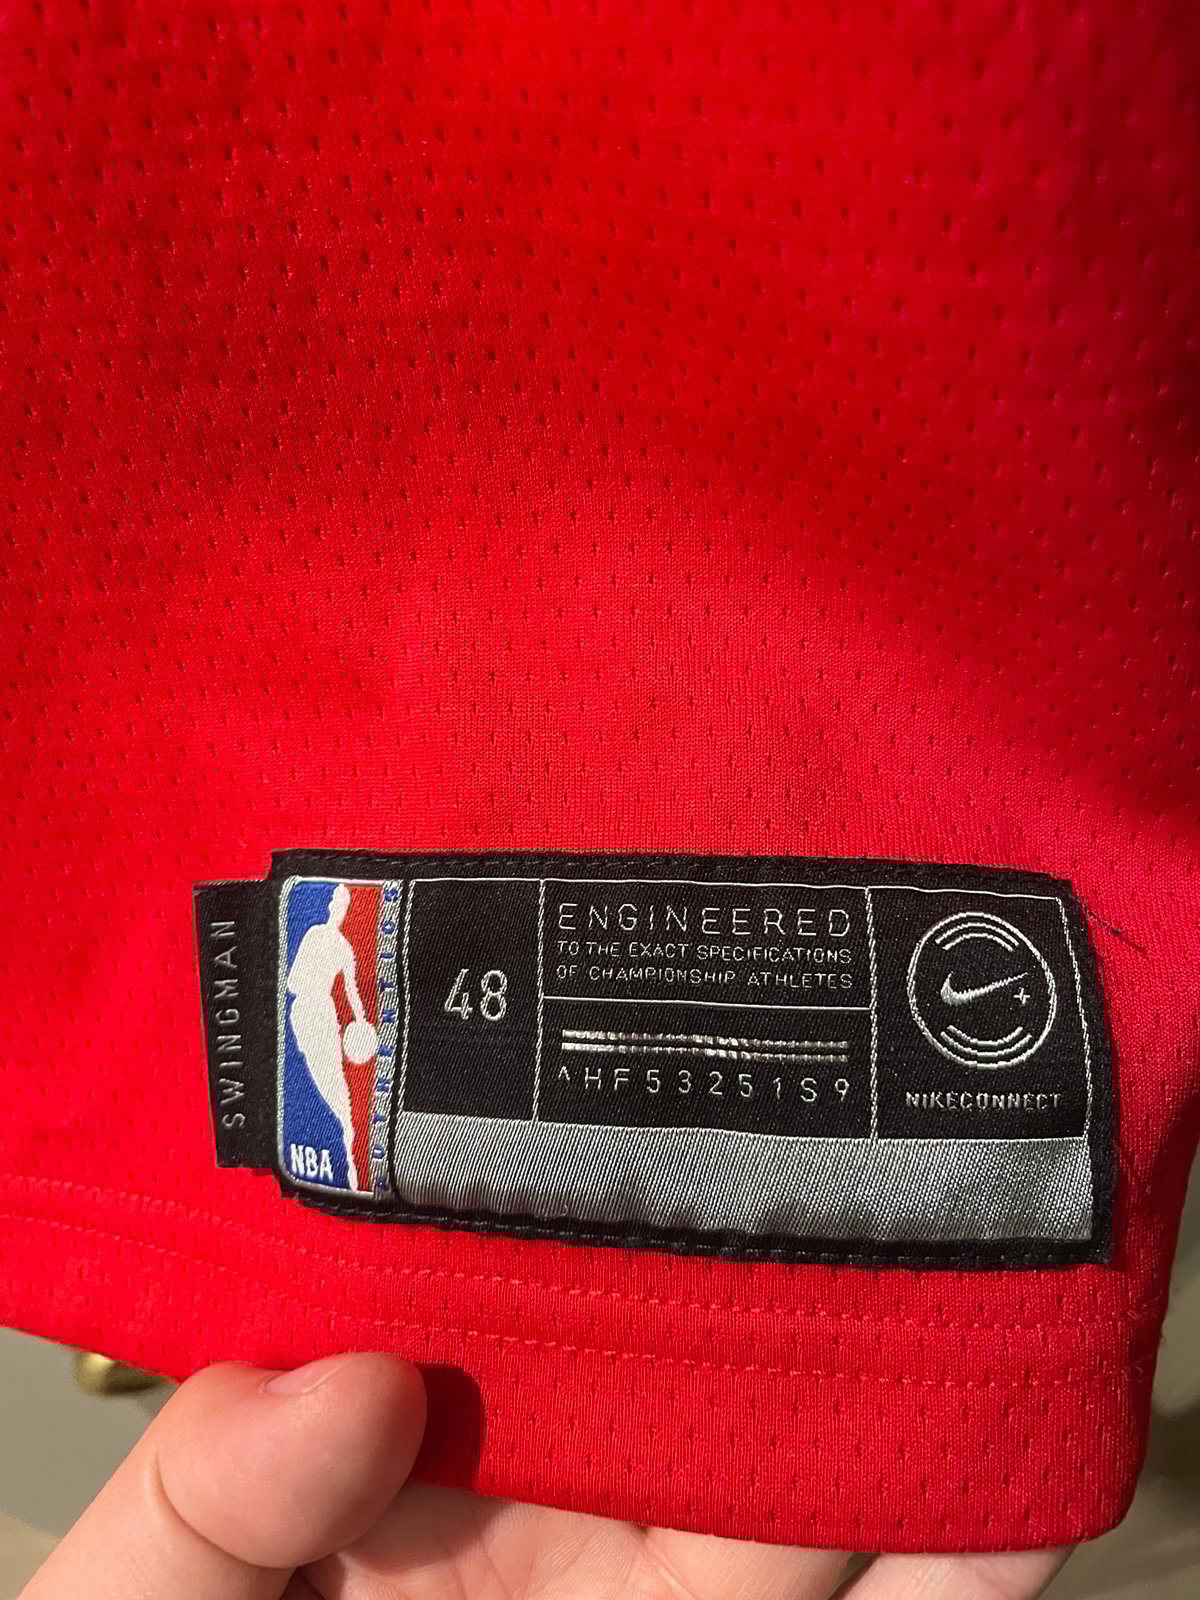 SWINGMAN
NBA
AUTHENTICS
48
ENGINEERED
TO THE EXACT SPECIFICATIONS
OF CHAMPIONSHIP ATHLETES
^HF53251S9
NIKECONNECT